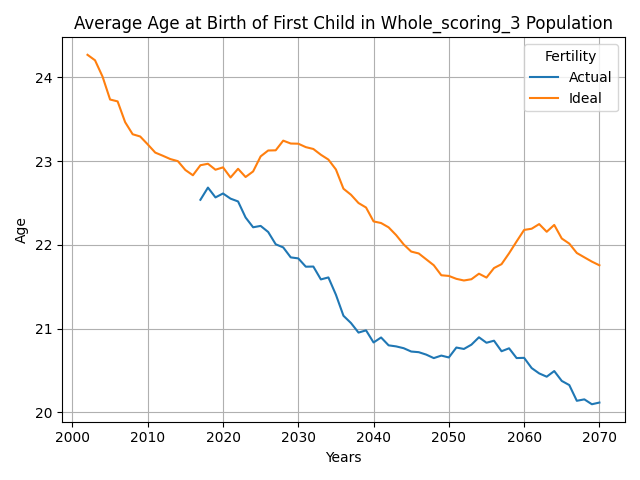 Average Age at Birth of First Child in Whole_scoring_3 Population
Fertility
Actual
Ideal
24
23
22
21
20
Age
2000 2010 2020 2030 2040 2050 2060 2070
Years